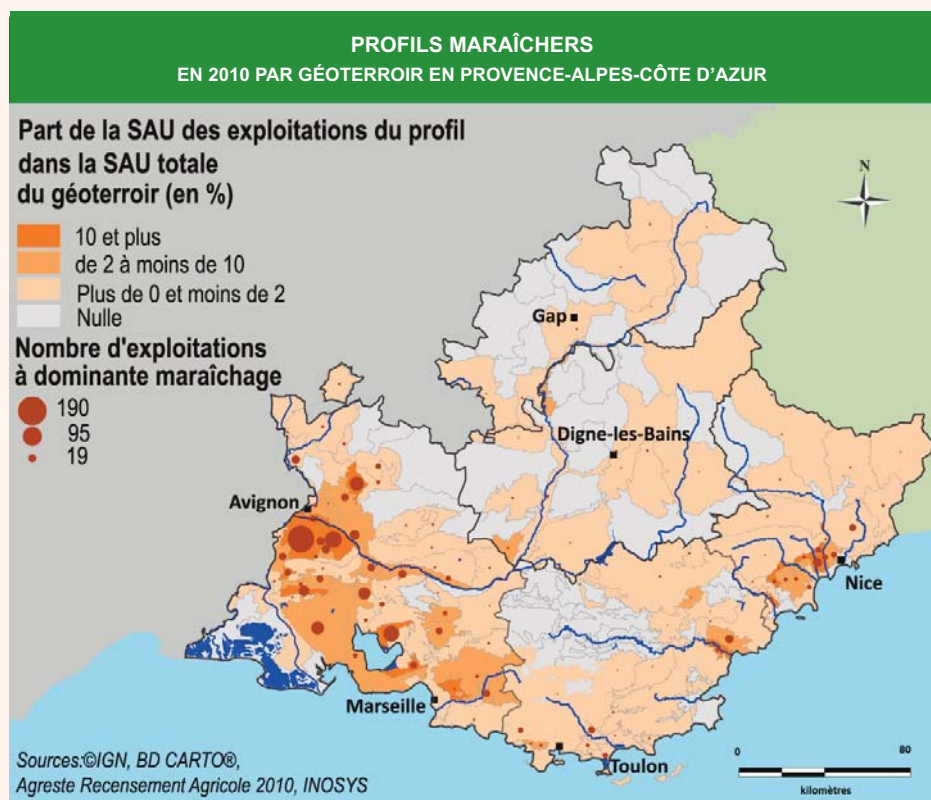 PROFILS MARAÎCHERS
EN 2010 PAR GÉOTERROIR EN PROVENCE-ALPES-CÔTE D'AZUR
Part de la SAU des exploitations du profil
dans la SAU totale
du géoterroir (en %)
10 et plus
de 2 à moins de 10
Plus de 0 et moins de 2
Nulle
Nombre d'exploitations
à dominante maraîchage
190
95
19
N
Gap
Digne-les-Bains
Avignon
Nice
Marseille
Toulon
Sources:©IGN, BD CARTO®,
Agreste Recensement Agricole 2010, INOSYS
0 80
kilomètres